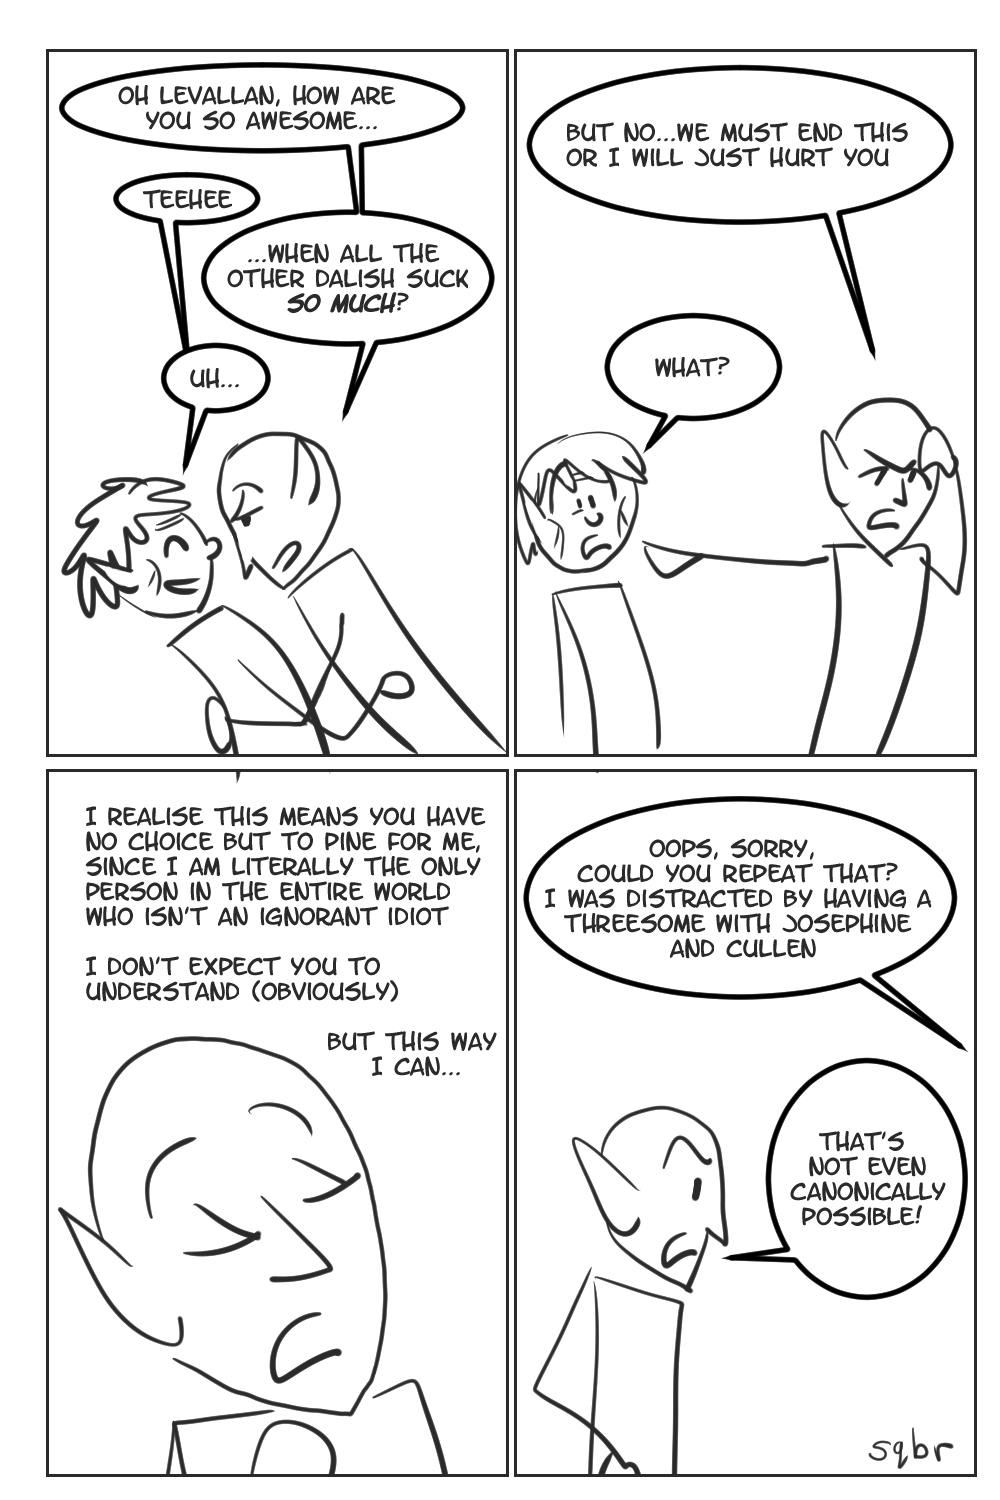 OH LEVALLAN, HOW ARE
YOU SO AWESOME...
TEEHEE
...WHEN ALL THE
OTHER DALISH SUCK
SO MUCH?
UH...
BUT NO...WE MUST END THIS
OR I WILL JUST HURT YOU
WHAT?
I REALISE THIS MEANS YOU HAVE
NO CHOICE BUT TO PINE FOR ME,
SINCE I AM LITERALLY THE ONLY
PERSON IN THE ENTIRE WORLD
WHO ISN'T AN IGNORANT IDIOT
I DON'T EXPECT YOU TO
UNDERSTAND (OBVIOUSLY)
BUT THIS WAY
I CAN...
OOPS, SORRY,
COULD YOU REPEAT THAT?
I WAS DISTRACTED BY HAVING A
THREESOME WITH JOSEPHINE
AND CULLEN
THAT'S
NOT EVEN
CANONICALLY
POSSIBLE!
sqbr